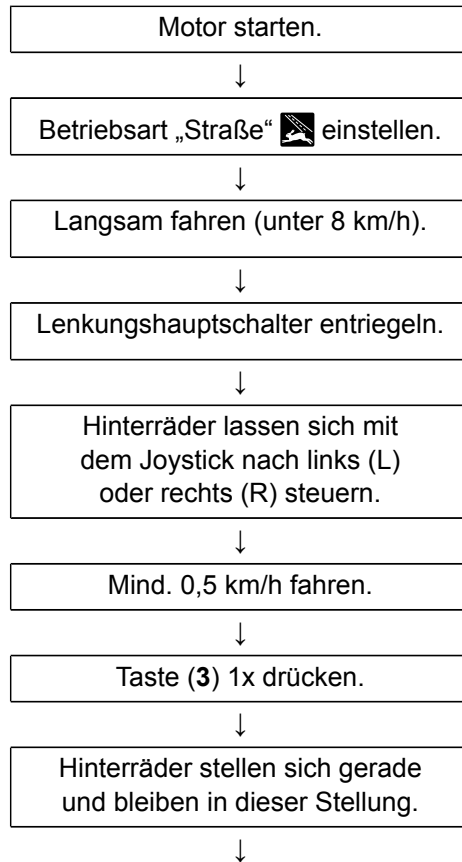 Motor starten.
↓
Betriebsart „Straße“ einstellen.
↓
Langsam fahren (unter 8 km/h).
↓
Lenkungshauptschalter entriegeln.
↓
Hinterräder lassen sich mit
dem Joystick nach links (L)
oder rechts (R) steuern.
↓
Mind. 0,5 km/h fahren.
↓
Taste (3) 1x drücken.
↓
Hinterräder stellen sich gerade
und bleiben in dieser Stellung.
↓